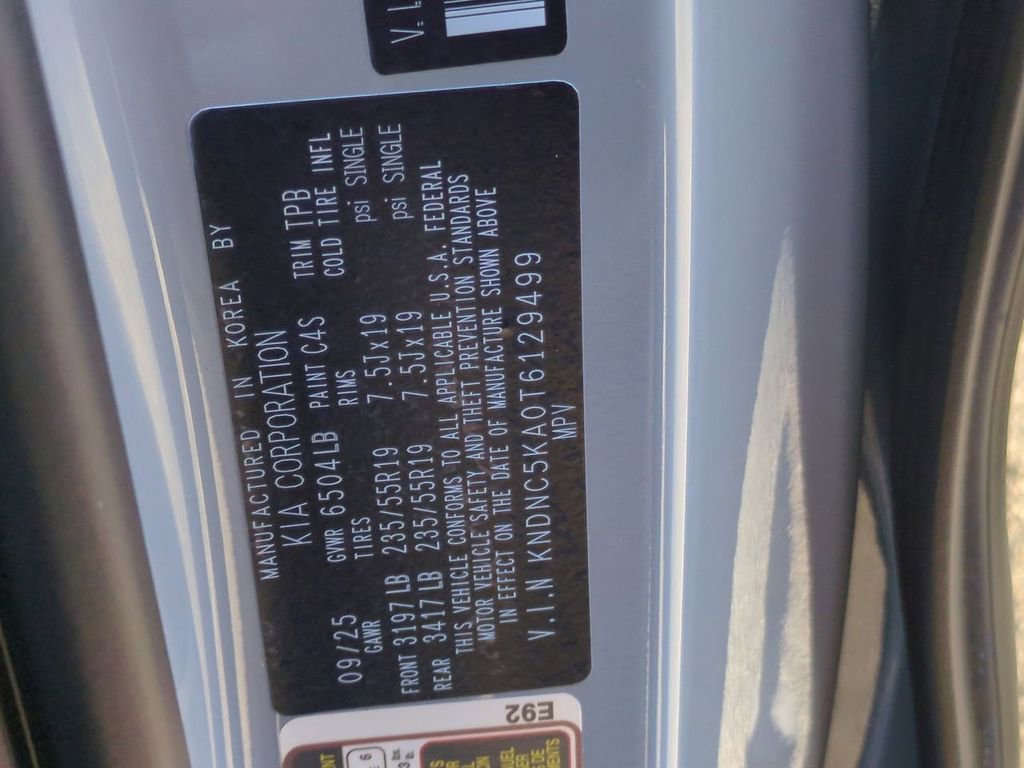 MANUFACTURED IN KOREA BY
KIA CORPORATION
09/25 GVWR 6504LB PAINT C4S TRIM TPB
GAWR TIRES RIMS COLD TIRE INFL
FRONT 3197LB 235/55R19 7.5Jx19 psi SINGLE
REAR 3417LB 235/55R19 7.5Jx19 psi SINGLE
THIS VEHICLE CONFORMS TO ALL APPLICABLE U.S.A. FEDERAL
MOTOR VEHICLE SAFETY AND THEFT PREVENTION STANDARDS
IN EFFECT ON THE DATE OF MANUFACTURE SHOWN ABOVE
V.I.N KNDNC5KA0T6129499
MPV
E92